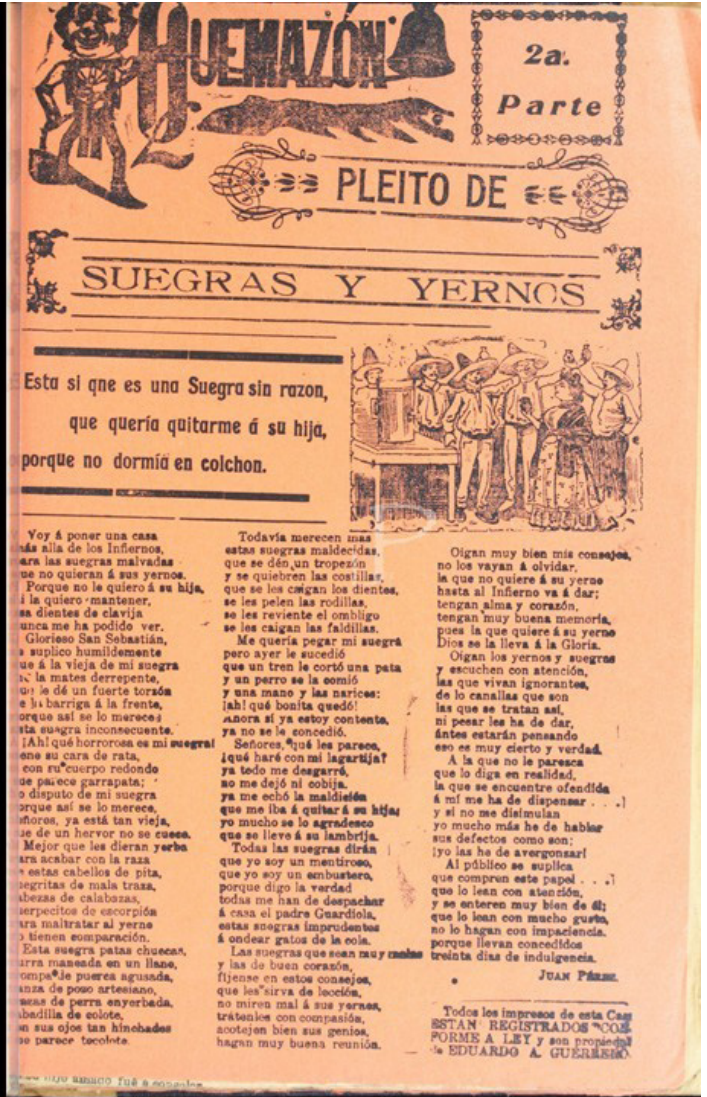 QUEMAZÓN
2a.
Parte
PLEITO DE
SUEGRAS Y YERNOS
Esta si qne es una Suegra sin razon,
que quería quitarme á su hija,
porque no dormía en colchon.
Voy á poner una casa
más alla de los Infiernos,
para las suegras malvadas
que no quieran á sus yernos.
Porque no le quiero á su hija,
si la quiero mantener,
esa dientes de clavija
nunca me ha podido ver.
Glorioso San Sebastián,
te suplico humildemente
que á la vieja de mi suegra
la mates derrepente,
que le dé un fuerte torzón
de la barriga á la frente,
porque así se lo merece
esta suegra inconsecuente.
¡Ah! qué horrorosa es mi suegra!
tiene su cara de rata,
con su cuerpo redondo
que parece garrapata;
disputo de mi suegra
porque así se lo merece,
señores, ya está tan vieja,
que de un hervor no se cuece.
Mejor que les dieran yerba
para acabar con la raza
de estas cabellos de pita,
negritas de mala traza,
cabezas de calabazas,
cuerpecitos de escorpión
para maltratar al yerno
no tienen comparación.
Esta suegra patas chuecas,
burra maneada en un llano,
trompa de puerca agusada,
panza de pozo artesiano,
de perra enyerbada,
rabadilla de colote,
con sus ojos tan hinchados
se parece tecolote.
Todavía merecen mas
estas suegras maldecidas,
que se dén un tropezón
y se quiebren las costillas,
que se les caigan los dientes,
se les pelen las rodillas,
se les reviente el ombligo
se les caigan las faldillas.
Me quería pegar mi suegra
pero ayer le sucedió
que un tren le cortó una pata
y un perro se la comió
y una mano y las narices;
¡ah! qué bonita quedó!
Anora sí ya estoy contento,
ya no se le concedió.
Señores, qué les parece,
¿qué haré con mi lagartija?
ya todo me desgarró,
no me dejó ni cobija.
ya me echó la maldición
que me iba á quitar á su hija;
yo mucho se lo agradesco
que se lleve á su lambrija.
Todas las suegras dirán
que yo soy un mentiroso,
que yo soy un embustero,
porque digo la verdad
todas me han de despachar
á casa el padre Guardiola,
estas suegras imprudentes
á ondear gatos de la cola.
Las suegras que sean muy malas
y las de buen corazón,
fíjense en estos consejos,
que les sirva de lección,
no miren mal á sus yernos,
trátenles con compasión,
acotejen bien sus genios,
hagan muy buena reunión.
Oigan muy bien mis consejos,
no los vayan á olvidar,
la que no quiere á su yerno
hasta al Infierno va á dar;
tengan alma y corazón,
tengan muy buena memoria,
pues la que quiere á su yerno
Dios se la lleva á la Gloria.
Oigan los yernos y suegras
y escuchen con atención,
las que vivan ignorantes,
de lo canallas que son
las que se tratan así,
ni pesar les ha de dar,
ántes estarán pensando
eso es muy cierto y verdad.
A la que no le paresca
que lo diga en realidad,
la que se encuentre ofendida
á mí me ha de dispensar . . .!
y si no me disimulan
yo mucho más he de hablar
sus defectos como son;
¡yo las he de avergonsar!
Al público se suplica
que compren este papel . . .!
que lo lean con atención,
y se enteren muy bien de él;
que lo lean con mucho gusto,
no lo hagan con impaciencia.
porque llevan concedidos
treinta dias de indulgencia.
JUAN PÉREZ.
Todos los impresos de esta Casa
ESTAN REGISTRADOS CON-
FORME A LEY y son propiedad
de EDUARDO A. GUERRERO.
P